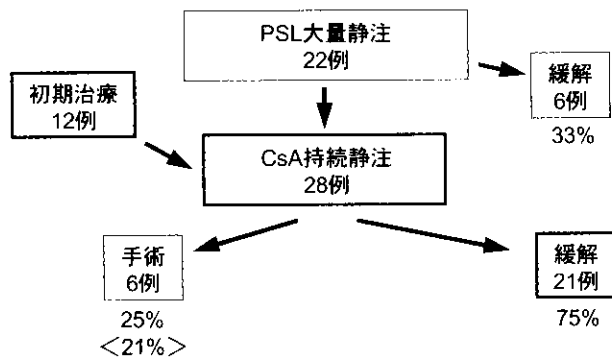 PSL大量静注
22例
緩解
6例
33%
初期治療
12例
CsA持続静注
28例
手術
6例
25%
<21%>
緩解
21例
75%